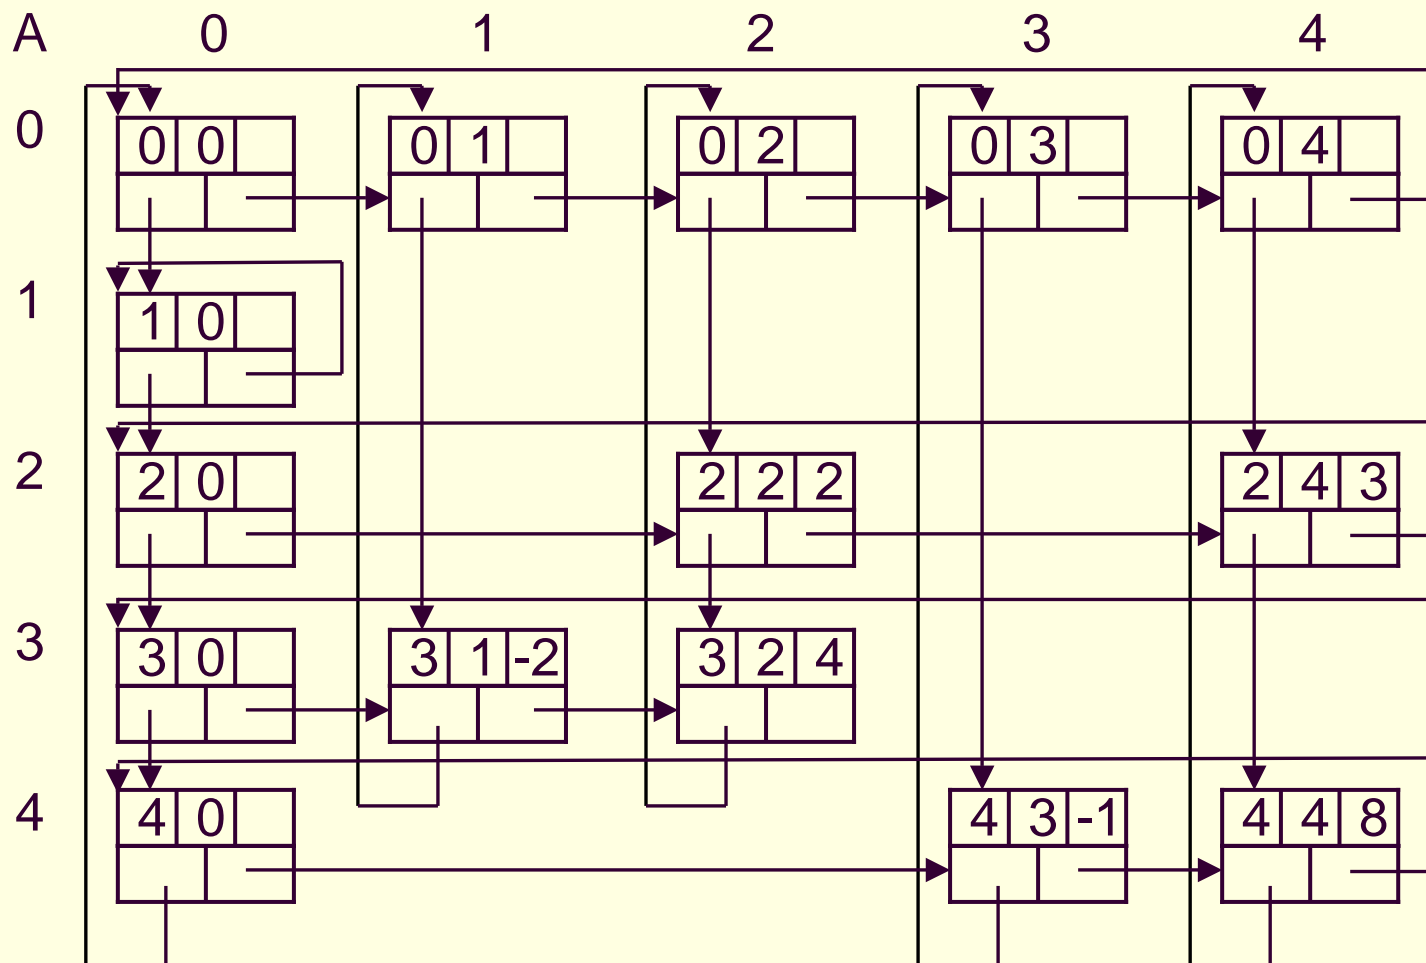 A 0 1 2 3 4
0 0 0 0 1 0 2 0 3 0 4
1 1 0
2 2 0 2 2 2 2 4 3
3 3 0 3 1 -2 3 2 4
4 4 0 4 3 -1 4 4 8